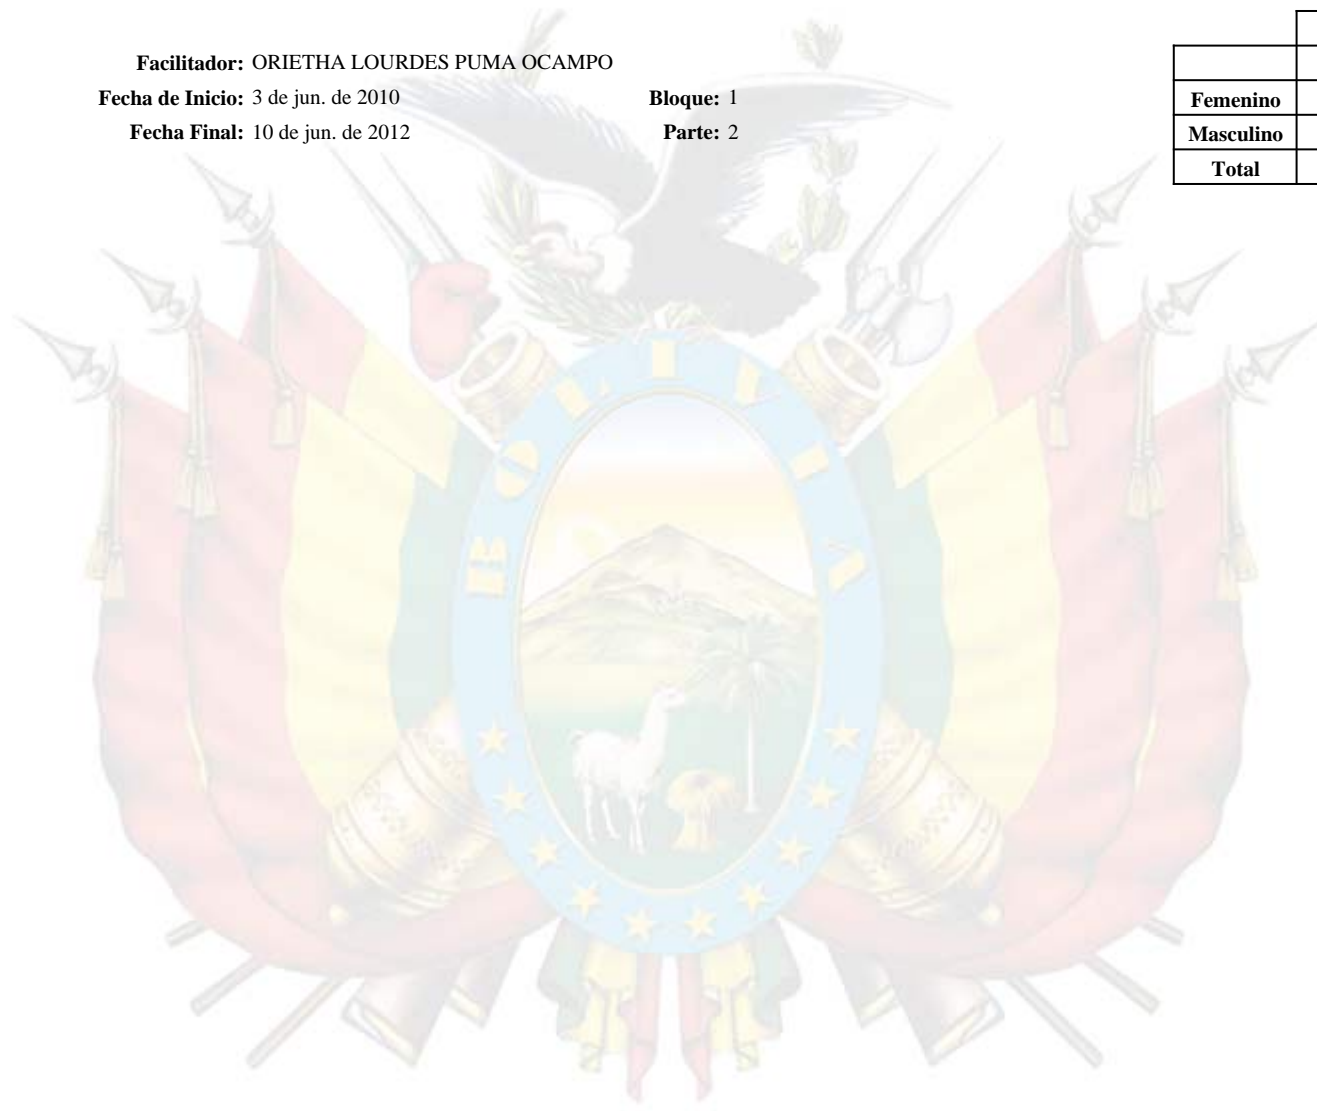 Facilitador: ORIETHA LOURDES PUMA OCAMPO
Fecha de Inicio: 3 de jun. de 2010 Bloque: 1
Fecha Final: 10 de jun. de 2012 Parte: 2
Femenino
Masculino
Total
BOLIVIA